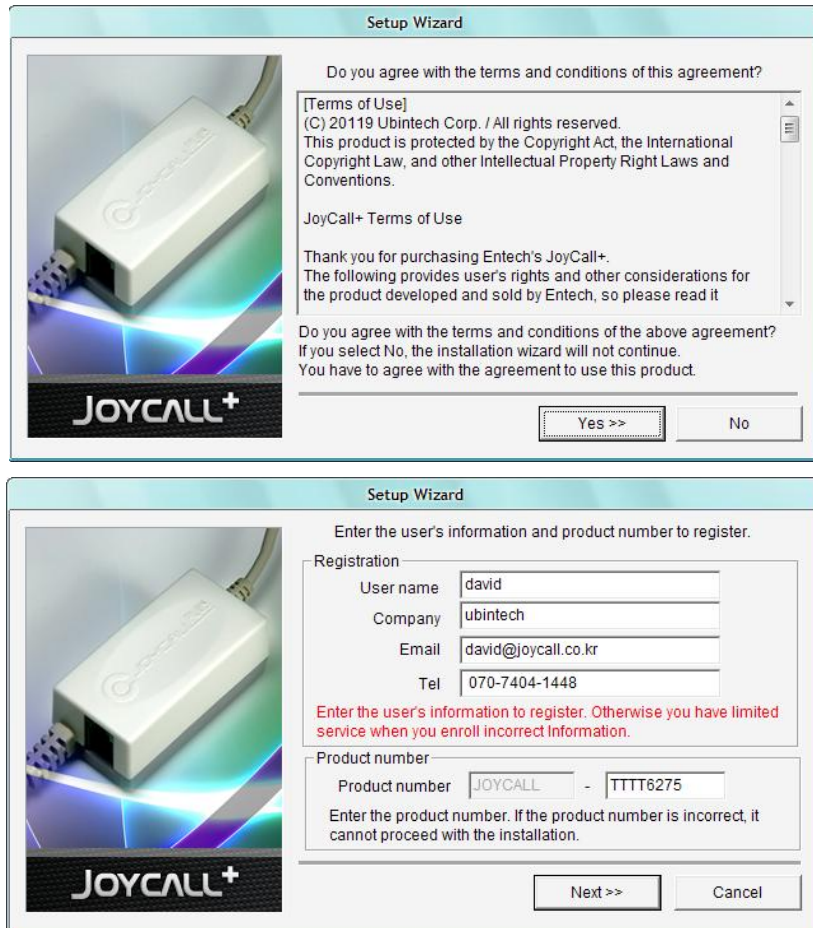 Setup Wizard
Do you agree with the terms and conditions of this agreement?
[Terms of Use]
(C) 20119 Ubintech Corp. / All rights reserved.
This product is protected by the Copyright Act, the International
Copyright Law, and other Intellectual Property Right Laws and
Conventions.
JoyCall+ Terms of Use
Thank you for purchasing Entech's JoyCall+.
The following provides user's rights and other considerations for
the product developed and sold by Entech, so please read it
Do you agree with the terms and conditions of the above agreement?
If you select No, the installation wizard will not continue.
You have to agree with the agreement to use this product.
JOYCALL+
Yes >>
No
Setup Wizard
Enter the user's information and product number to register.
Registration
User name david
Company ubintech
Email david@joycall.co.kr
Tel 070-7404-1448
Enter the user's information to register. Otherwise you have limited
service when you enroll incorrect Information.
Product number
Product number JOYCALL - TTTT6275
Enter the product number. If the product number is incorrect, it
cannot proceed with the installation.
JOYCALL+
Next >>
Cancel